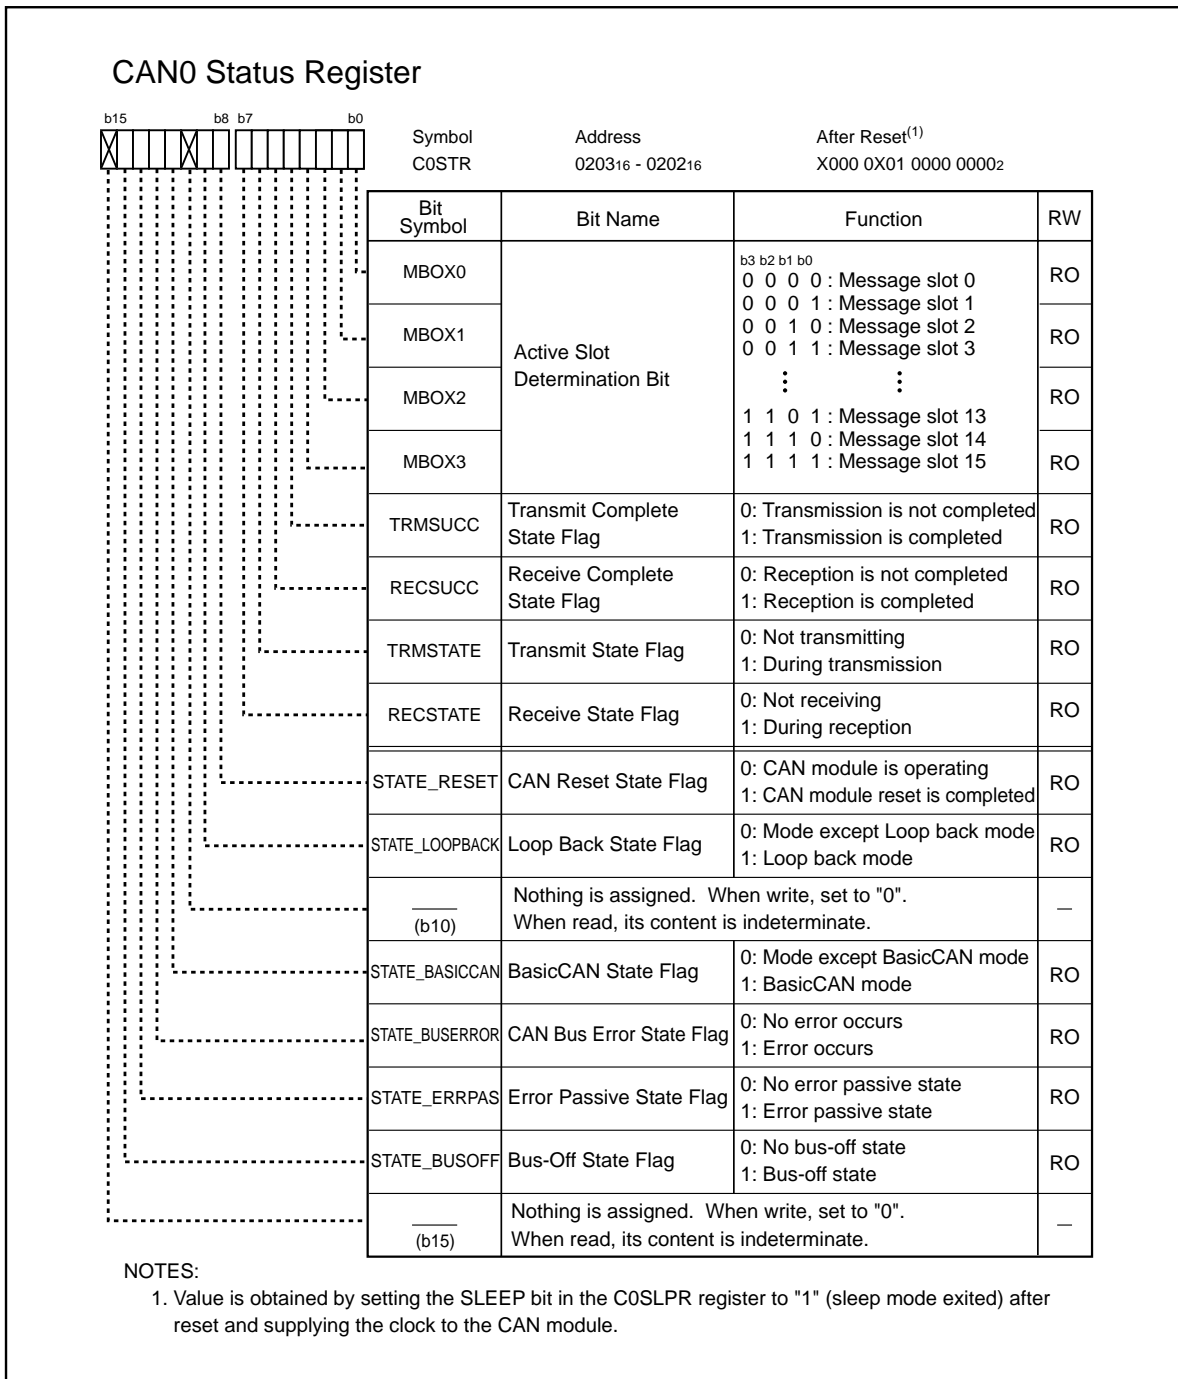 CAN0 Status Register
b15 b8 b7 b0
Symbol Address After Reset(1)
C0STR 020316 - 020216 X000 0X01 0000 00002
Bit Symbol Bit Name Function RW
MBOX0 RO
MBOX1 RO
MBOX2 RO
MBOX3 RO
Active Slot
Determination Bit
b3 b2 b1 b0
0 0 0 0 : Message slot 0
0 0 0 1 : Message slot 1
0 0 1 0 : Message slot 2
0 0 1 1 : Message slot 3
1 1 0 1 : Message slot 13
1 1 1 0 : Message slot 14
1 1 1 1 : Message slot 15
TRMSUCC Transmit Complete State Flag 0: Transmission is not completed
1: Transmission is completed RO
RECSUCC Receive Complete State Flag 0: Reception is not completed
1: Reception is completed RO
TRMSTATE Transmit State Flag 0: Not transmitting
1: During transmission RO
RECSTATE Receive State Flag 0: Not receiving
1: During reception RO
STATE_RESET CAN Reset State Flag 0: CAN module is operating
1: CAN module reset is completed RO
STATE_LOOPBACK Loop Back State Flag 0: Mode except Loop back mode
1: Loop back mode RO
(b10) Nothing is assigned. When write, set to "0".
When read, its content is indeterminate. —
STATE_BASICCAN BasicCAN State Flag 0: Mode except BasicCAN mode
1: BasicCAN mode RO
STATE_BUSERROR CAN Bus Error State Flag 0: No error occurs
1: Error occurs RO
STATE_ERRPAS Error Passive State Flag 0: No error passive state
1: Error passive state RO
STATE_BUSOFF Bus-Off State Flag 0: No bus-off state
1: Bus-off state RO
(b15) Nothing is assigned. When write, set to "0".
When read, its content is indeterminate. —
NOTES:
1. Value is obtained by setting the SLEEP bit in the C0SLPR register to "1" (sleep mode exited) after
reset and supplying the clock to the CAN module.